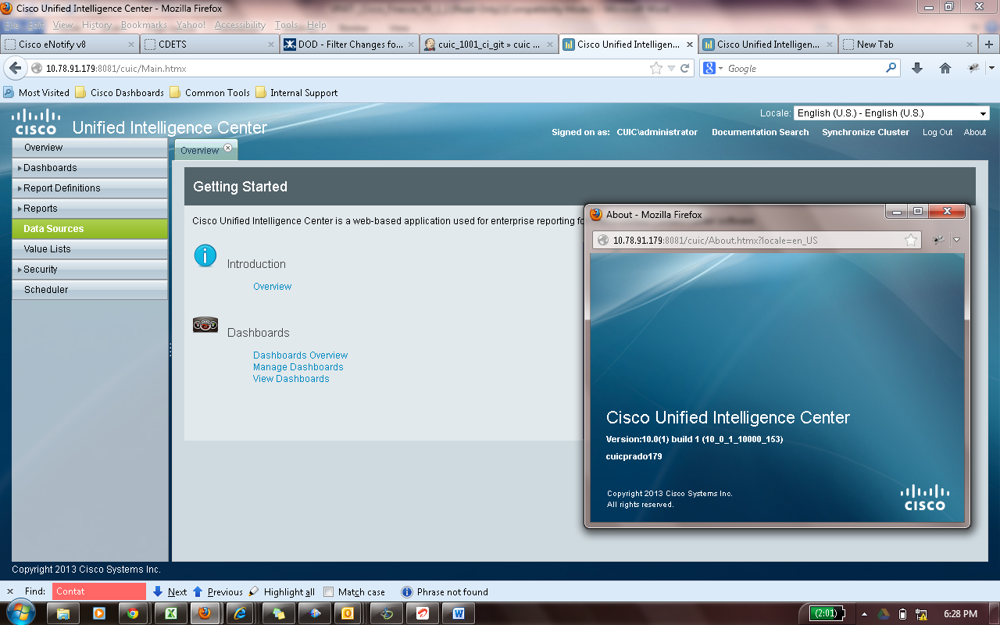 Cisco Unified Intelligence Center - Mozilla Firefox
File Edit View History Bookmarks Yahoo! Accessibility Tools Help
Cisco eNotify v8
CDETS
DOD - Filter Changes fo...
cuic_1001_ci_git » cuic ...
Cisco Unified Intelligen...
Cisco Unified Intelligen...
New Tab
10.78.91.179:8081/cuic/Main.htmx
Google
Most Visited
Cisco Dashboards
Common Tools
Internal Support
CISCO
Unified Intelligence Center
Locale: English (U.S.) - English (U.S.)
Signed on as: CUIC\administrator Documentation Search Synchronize Cluster Log Out About
Overview
Dashboards
Report Definitions
Reports
Data Sources
Value Lists
Security
Scheduler
Overview
Getting Started
Cisco Unified Intelligence Center is a web-based application used for enterprise reporting fo
Introduction
Overview
Dashboards
Dashboards Overview
Manage Dashboards
View Dashboards
About - Mozilla Firefox
10.78.91.179:8081/cuic/About.htmx?locale=en_US
Cisco Unified Intelligence Center
Version:10.0(1) build 1 (10_0_1_10000_153)
cuicprado179
Copyright 2013 Cisco Systems Inc.
All rights reserved.
CISCO
Copyright 2013 Cisco Systems Inc.
Find: Contat Next Previous Highlight all Match case Phrase not found
(2:01)
6:28 PM